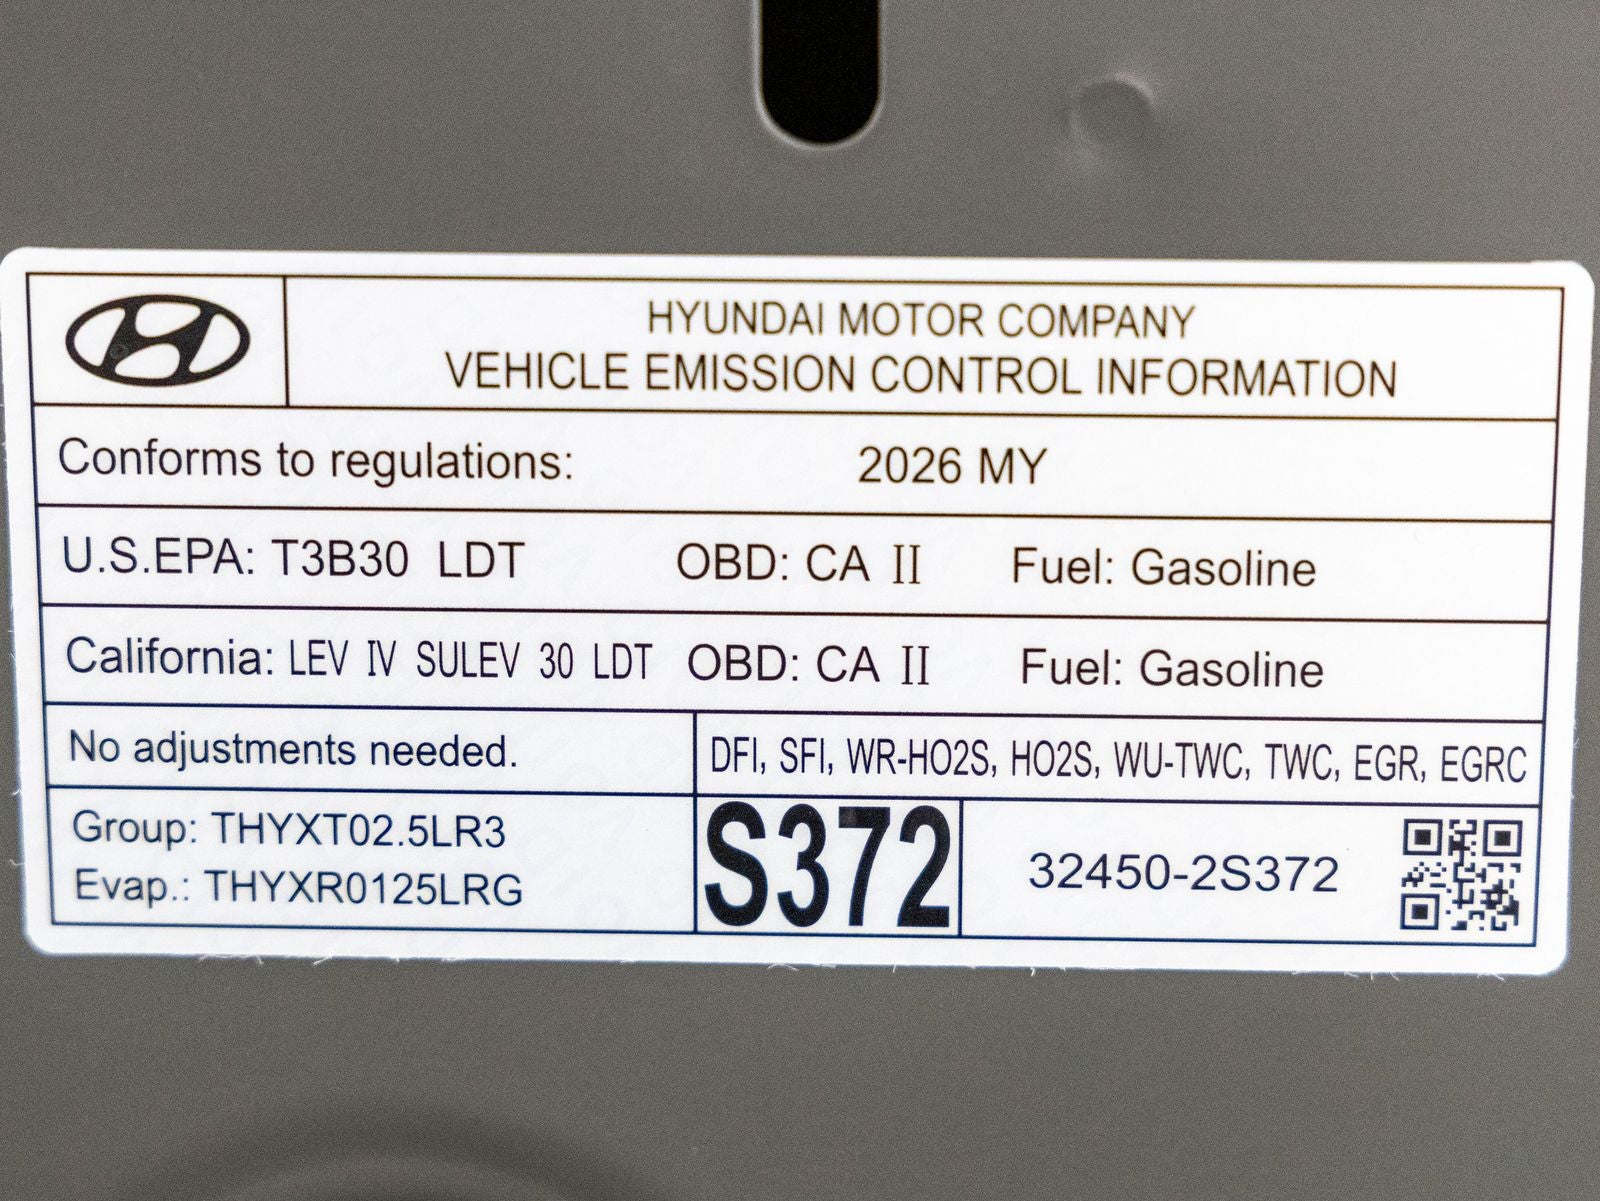 HYUNDAI MOTOR COMPANY
VEHICLE EMISSION CONTROL INFORMATION
Conforms to regulations: 2026 MY
U.S.EPA: T3B30 LDT OBD: CA II Fuel: Gasoline
California: LEV IV SULEV 30 LDT OBD: CA II Fuel: Gasoline
No adjustments needed. DFI, SFI, WR-HO2S, HO2S, WU-TWC, TWC, EGR, EGRC
Group: THYXT02.5LR3
Evap.: THYXR0125LRG
S372
32450-2S372